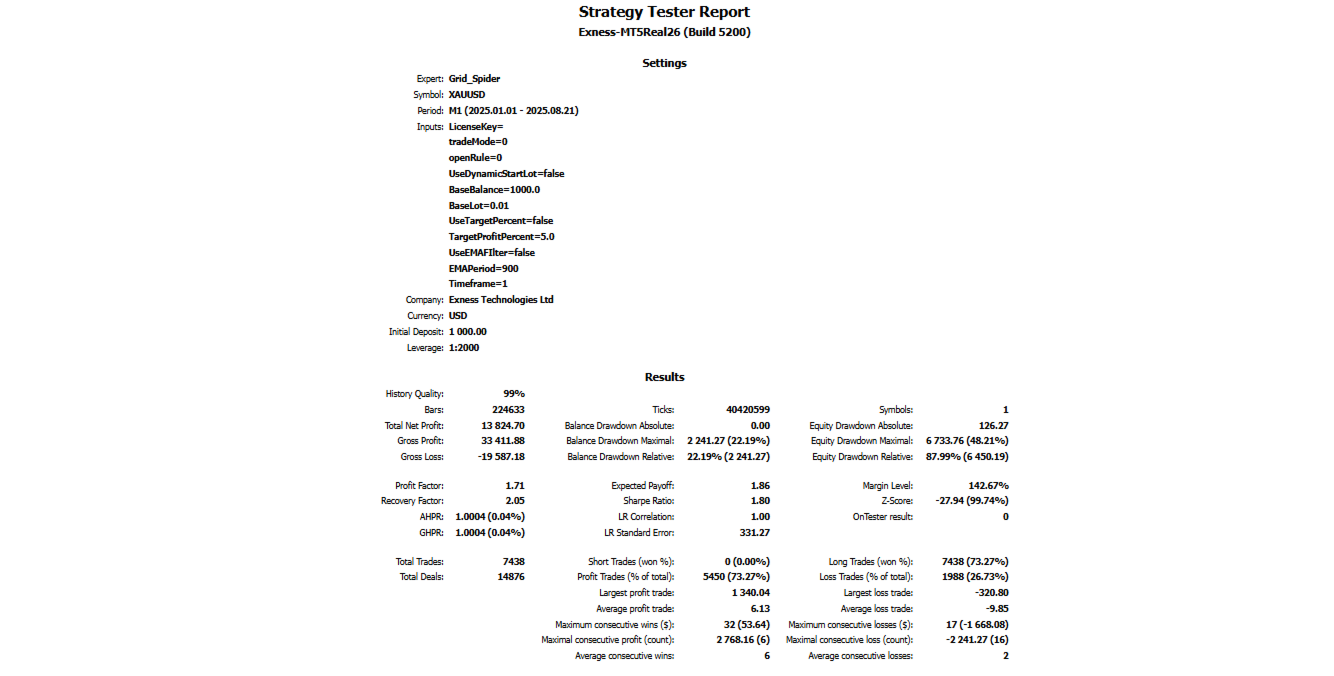 Strategy Tester Report
Exness-MT5Real26 (Build 5200)
Settings
Expert: Grid_Spider
Symbol: XAUUSD
Period: M1 (2025.01.01 - 2025.08.21)
Inputs: LicenseKey=
tradeMode=0
openRule=0
UseDynamicStartLot=false
BaseBalance=1000.0
BaseLot=0.01
UseTargetPercent=false
TargetProfitPercent=5.0
UseEMAFIlter=false
EMAPeriod=900
Timeframe=1
Company: Exness Technologies Ltd
Currency: USD
Initial Deposit: 1 000.00
Leverage: 1:2000
Results
History Quality: 99%
Bars: 224633 Ticks: 40420599 Symbols: 1
Total Net Profit: 13 824.70 Balance Drawdown Absolute: 0.00 Equity Drawdown Absolute: 126.27
Gross Profit: 33 411.88 Balance Drawdown Maximal: 2 241.27 (22.19%) Equity Drawdown Maximal: 6 733.76 (48.21%)
Gross Loss: -19 587.18 Balance Drawdown Relative: 22.19% (2 241.27) Equity Drawdown Relative: 87.99% (6 450.19)
Profit Factor: 1.71 Expected Payoff: 1.86 Margin Level: 142.67%
Recovery Factor: 2.05 Sharpe Ratio: 1.80 Z-Score: -27.94 (99.74%)
AHPR: 1.0004 (0.04%) LR Correlation: 1.00 OnTester result: 0
GHPR: 1.0004 (0.04%) LR Standard Error: 331.27
Total Trades: 7438 Short Trades (won %): 0 (0.00%) Long Trades (won %): 7438 (73.27%)
Total Deals: 14876 Profit Trades (% of total): 5450 (73.27%) Loss Trades (% of total): 1988 (26.73%)
Largest profit trade: 1 340.04 Largest loss trade: -320.80
Average profit trade: 6.13 Average loss trade: -9.85
Maximum consecutive wins ($): 32 (53.64) Maximum consecutive losses ($): 17 (-1 668.08)
Maximal consecutive profit (count): 2 768.16 (6) Maximal consecutive loss (count): -2 241.27 (16)
Average consecutive wins: 6 Average consecutive losses: 2